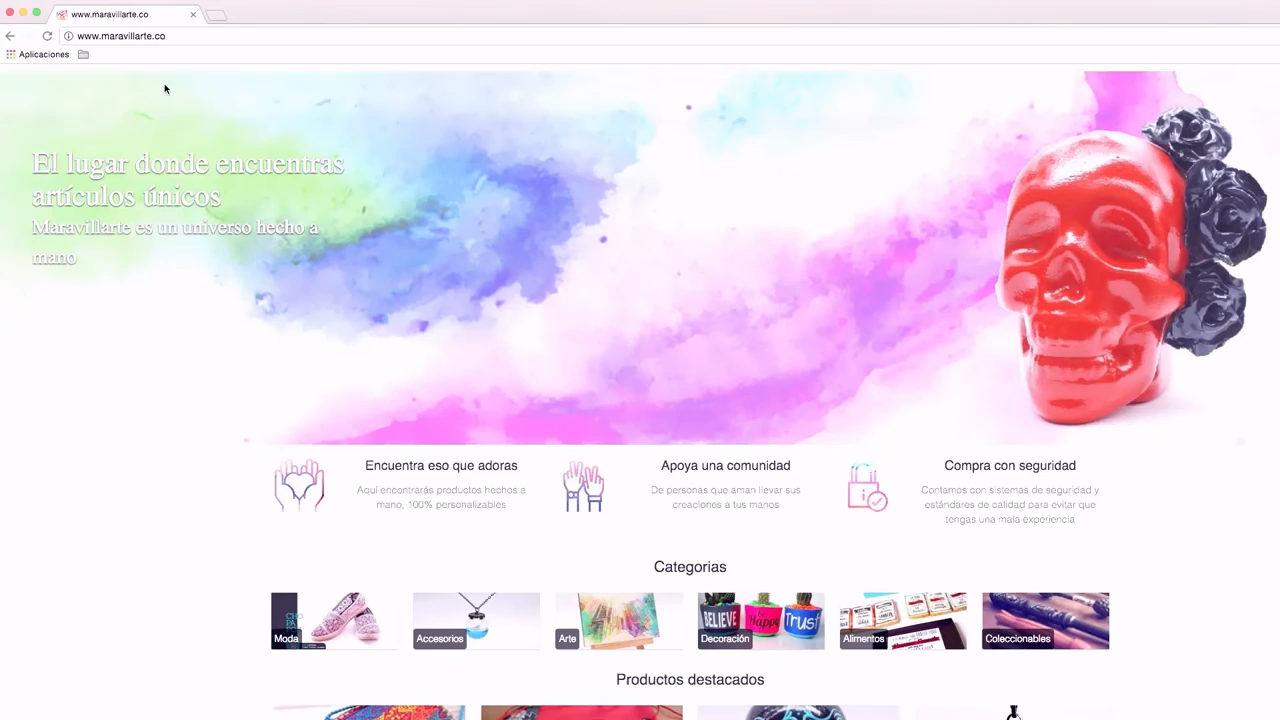 www.maravillarte.co
www.maravillarte.co
Aplicaciones
El lugar donde encuentras
artículos únicos
Maravillarte es un universo hecho a
mano
Encuentra eso que adoras
Aquí encontrarás productos hechos a
mano, 100% personalizables
Apoya una comunidad
De personas que aman llevar sus
creaciones a tus manos
Compra con seguridad
Contamos con sistemas de seguridad y
estándares de calidad para evitar que
tengas una mala experiencia
Categorias
Moda
Accesorios
Arte
BELIEVE
be
Happy
Trust
Decoración
Alimentos
Coleccionables
Productos destacados